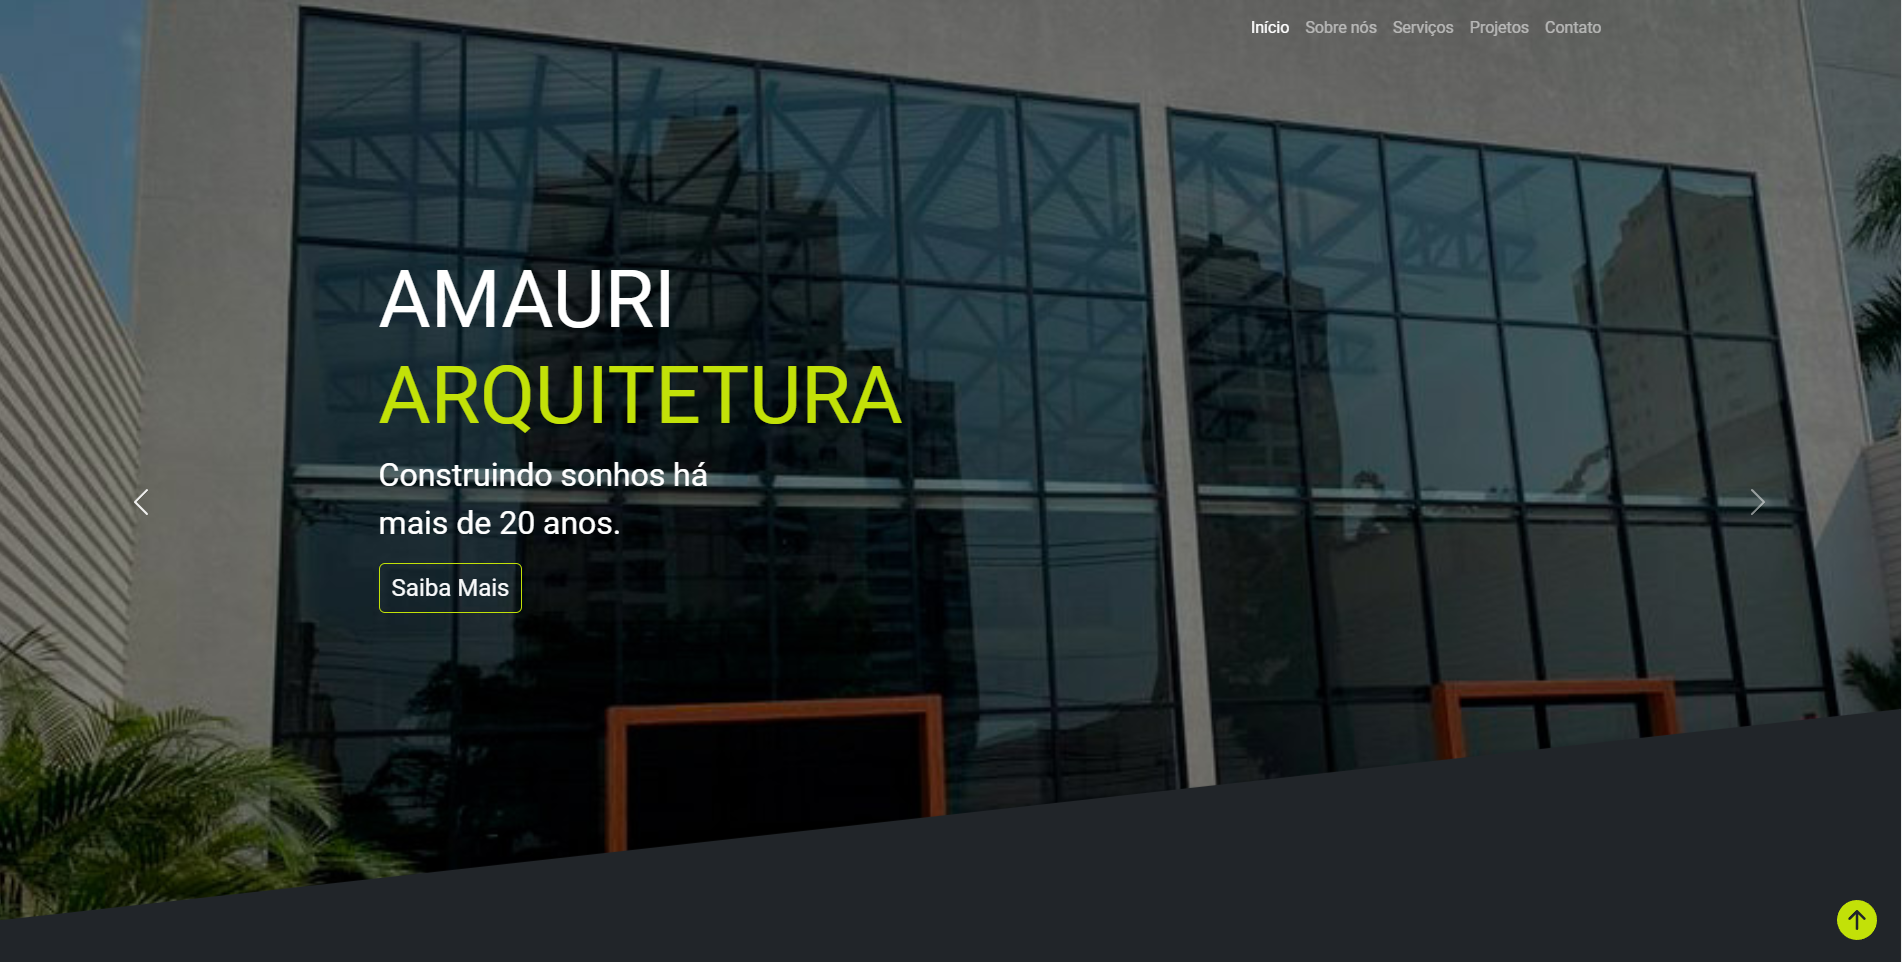 Início Sobre nós Serviços Projetos Contato
AMAURI
ARQUITETURA
Construindo sonhos há
mais de 20 anos.
Saiba Mais